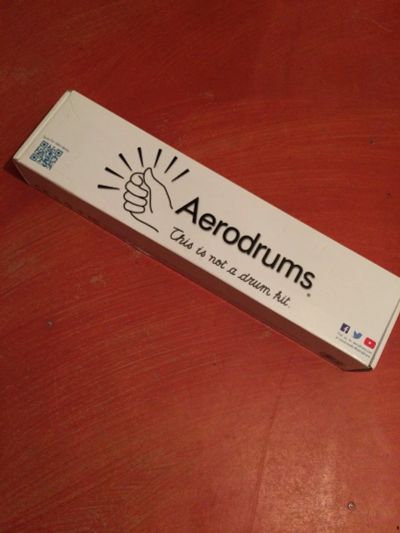 Aerodrums
This is not a drum kit.